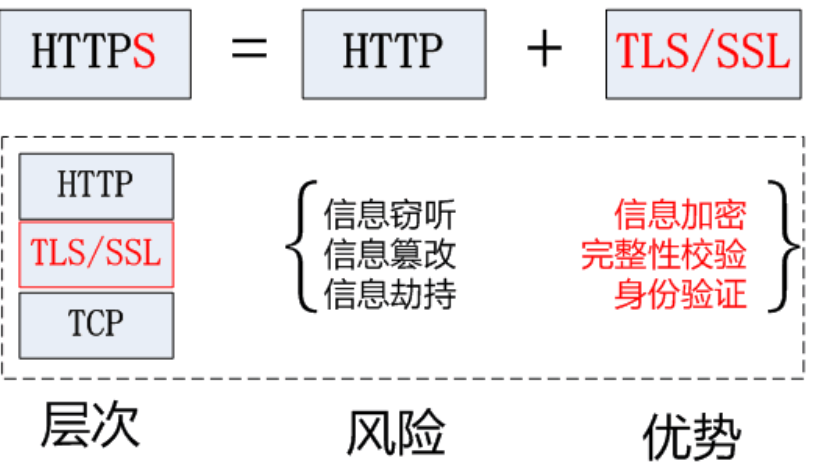 HTTPS = HTTP + TLS/SSL
HTTP
TLS/SSL
TCP
信息窃听
信息篡改
信息劫持
信息加密
完整性校验
身份验证
层次
风险
优势